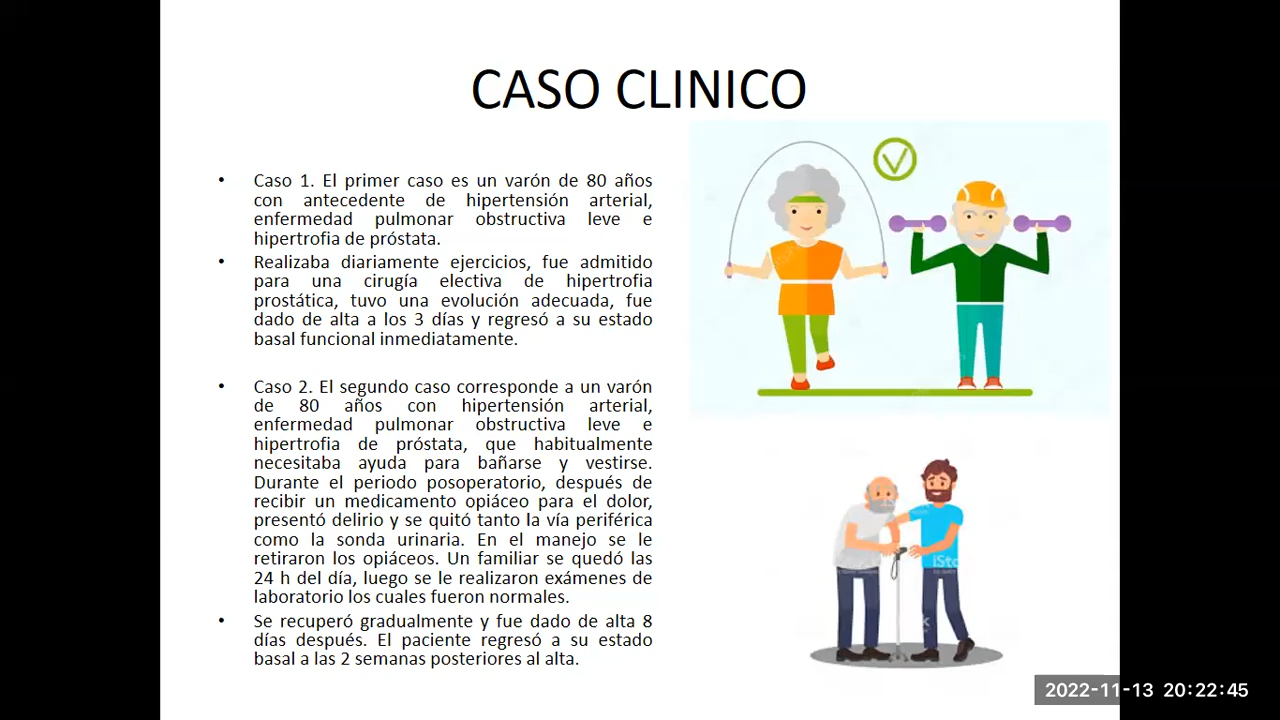 CASO CLINICO
• Caso 1. El primer caso es un varón de 80 años
con antecedente de hipertensión arterial,
enfermedad pulmonar obstructiva leve e
hipertrofia de próstata.
• Realizaba diariamente ejercicios, fue admitido
para una cirugía electiva de hipertrofia
prostática, tuvo una evolución adecuada, fue
dado de alta a los 3 días y regresó a su estado
basal funcional inmediatamente.
• Caso 2. El segundo caso corresponde a un varón
de 80 años con hipertensión arterial,
enfermedad pulmonar obstructiva leve e
hipertrofia de próstata, que habitualmente
necesitaba ayuda para bañarse y vestirse.
Durante el periodo posoperatorio, después de
recibir un medicamento opiáceo para el dolor,
presentó delirio y se quitó tanto la vía periférica
como la sonda urinaria. En el manejo se le
retiraron los opiáceos. Un familiar se quedó las
24 h del día, luego se le realizaron exámenes de
laboratorio los cuales fueron normales.
• Se recuperó gradualmente y fue dado de alta 8
días después. El paciente regresó a su estado
basal a las 2 semanas posteriores al alta.
iSto
2022-11-13 20:22:45